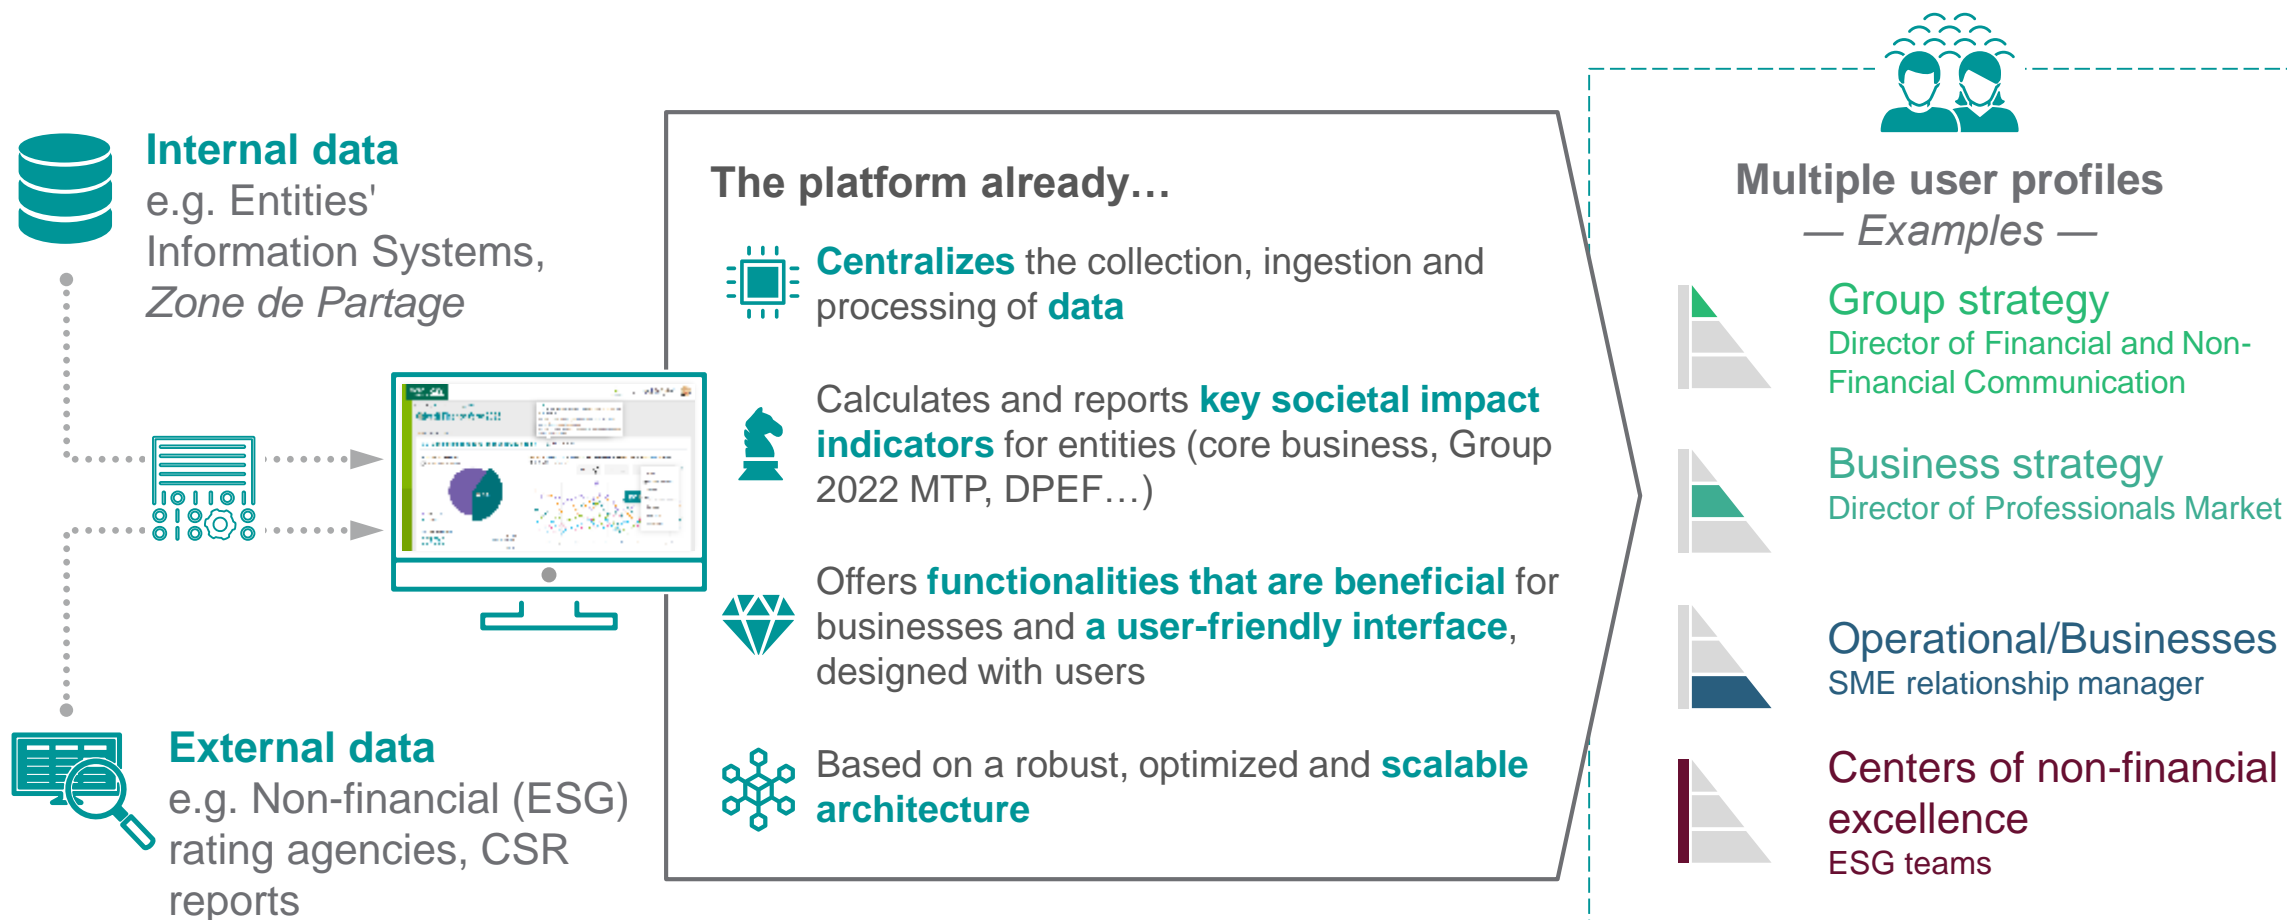 Internal data
e.g. Entities'
Information Systems,
Zone de Partage
External data
e.g. Non-financial (ESG)
rating agencies, CSR
reports
The platform already…
Centralizes the collection, ingestion and
processing of data
Calculates and reports key societal impact
indicators for entities (core business, Group
2022 MTP, DPEF…)
Offers functionalities that are beneficial for
businesses and a user-friendly interface,
designed with users
Based on a robust, optimized and scalable
architecture
Multiple user profiles
— Examples —
Group strategy
Director of Financial and Non-
Financial Communication
Business strategy
Director of Professionals Market
Operational/Businesses
SME relationship manager
Centers of non-financial
excellence
ESG teams